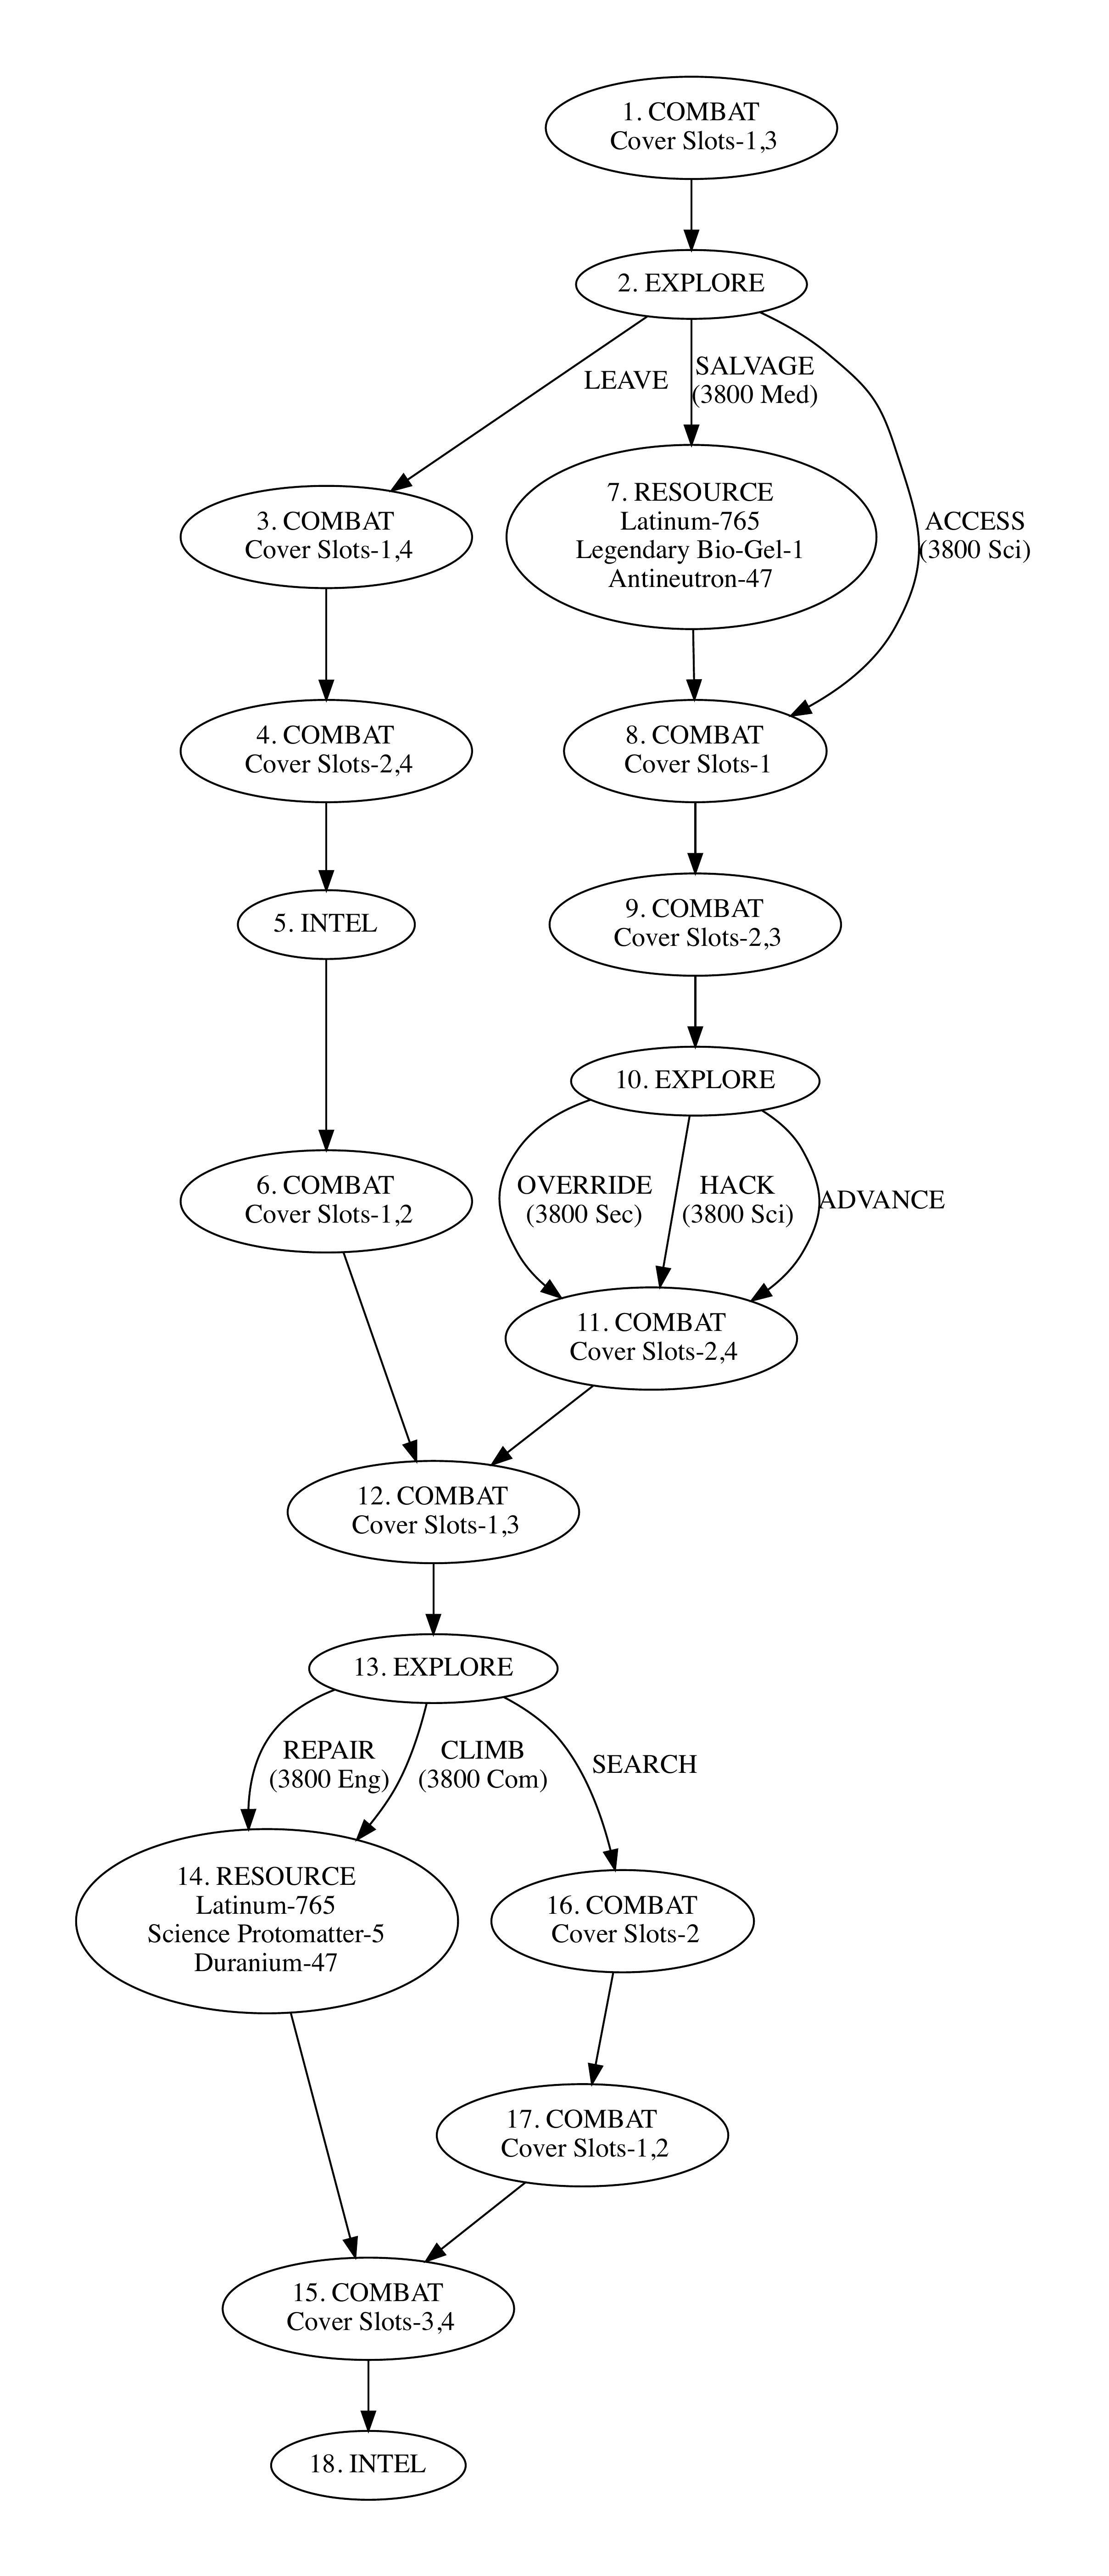 1. COMBAT
Cover Slots-1,3
2. EXPLORE
LEAVE
SALVAGE
(3800 Med)
ACCESS
(3800 Sci)
3. COMBAT
Cover Slots-1,4
7. RESOURCE
Latinum-765
Legendary Bio-Gel-1
Antineutron-47
4. COMBAT
Cover Slots-2,4
8. COMBAT
Cover Slots-1
5. INTEL
9. COMBAT
Cover Slots-2,3
10. EXPLORE
6. COMBAT
Cover Slots-1,2
OVERRIDE
(3800 Sec)
HACK
(3800 Sci)
ADVANCE
11. COMBAT
Cover Slots-2,4
12. COMBAT
Cover Slots-1,3
13. EXPLORE
REPAIR
(3800 Eng)
CLIMB
(3800 Com)
SEARCH
14. RESOURCE
Latinum-765
Science Protomatter-5
Duranium-47
16. COMBAT
Cover Slots-2
17. COMBAT
Cover Slots-1,2
15. COMBAT
Cover Slots-3,4
18. INTEL